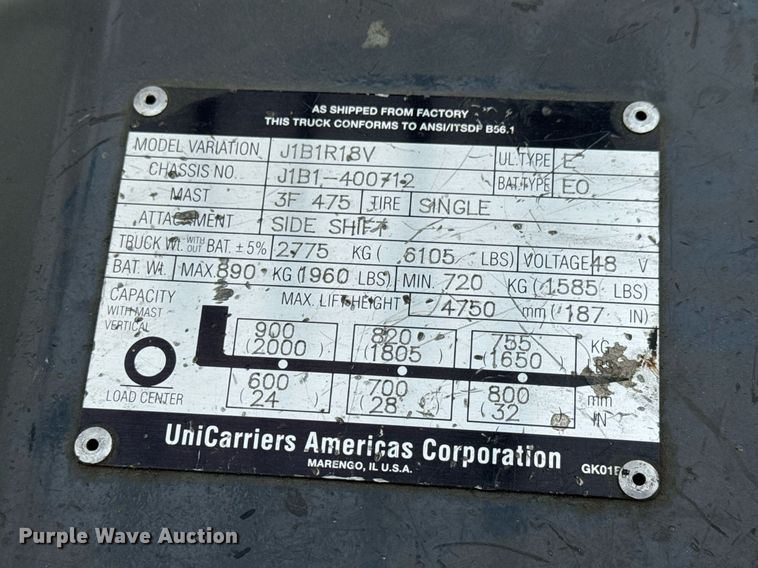 AS SHIPPED FROM FACTORY
THIS TRUCK CONFORMS TO ANSI/ITSDF B56.1
MODEL VARIATION J1B1R18V UL.TYPE E
CHASSIS NO. J1B1-400712 BAT.TYPE EO
MAST 3F 475 TIRE SINGLE
ATTACHMENT SIDE SHIFT
TRUCK Wt. WITH OUT BAT. ± 5% 2775 KG ( 6105 LBS) VOLTAGE 48 V
BAT. Wt. MAX. 890 KG (1960 LBS) MIN. 720 KG (1585 LBS)
CAPACITY WITH MAST VERTICAL MAX. LIFT HEIGHT 4750 mm (187 IN)
900 820 755 KG
(2000) (1805) (1650)
600 700 800 mm
(24) (28) (32) IN
LOAD CENTER
UniCarriers Americas Corporation
MARENGO, IL U.S.A.
GK01
Purple Wave Auction